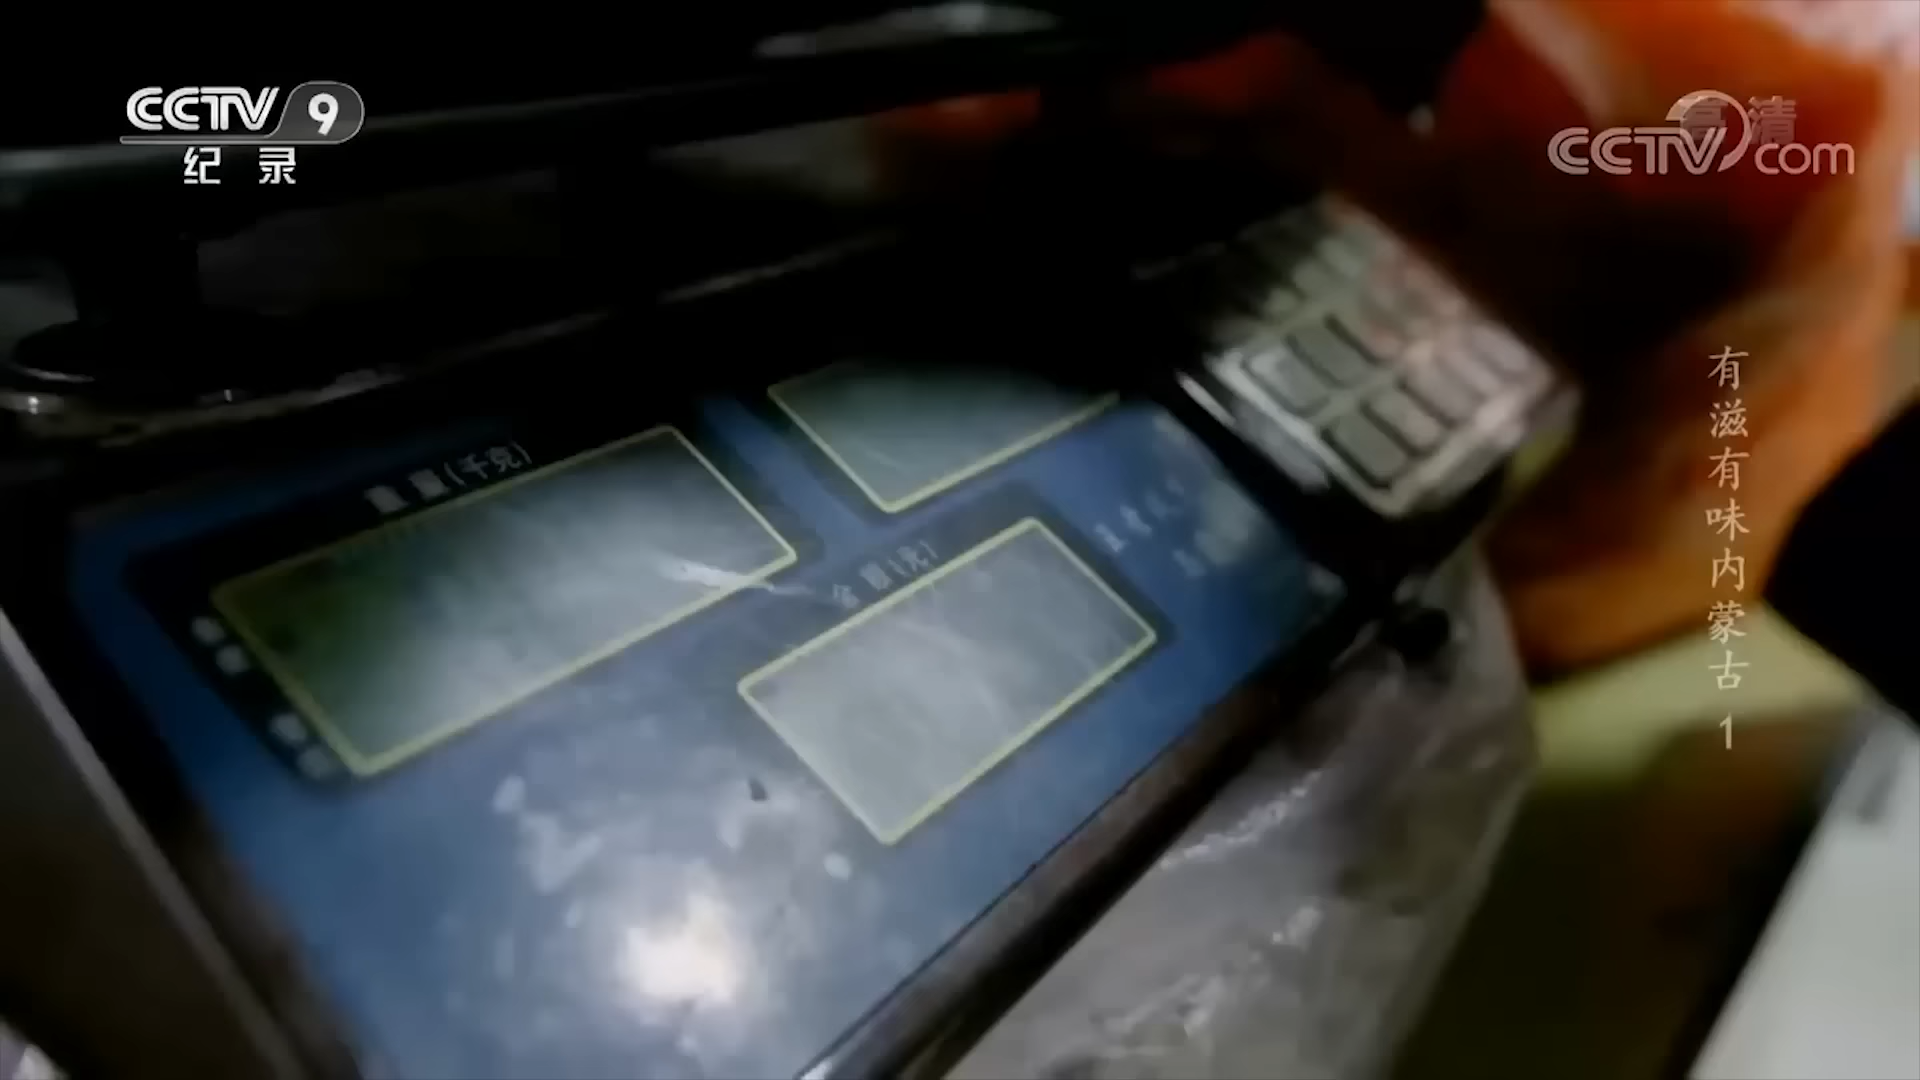 CCTV 9
纪录
高清
CCTV com
重量(千克)
金额(元)
有滋有味内蒙古 1